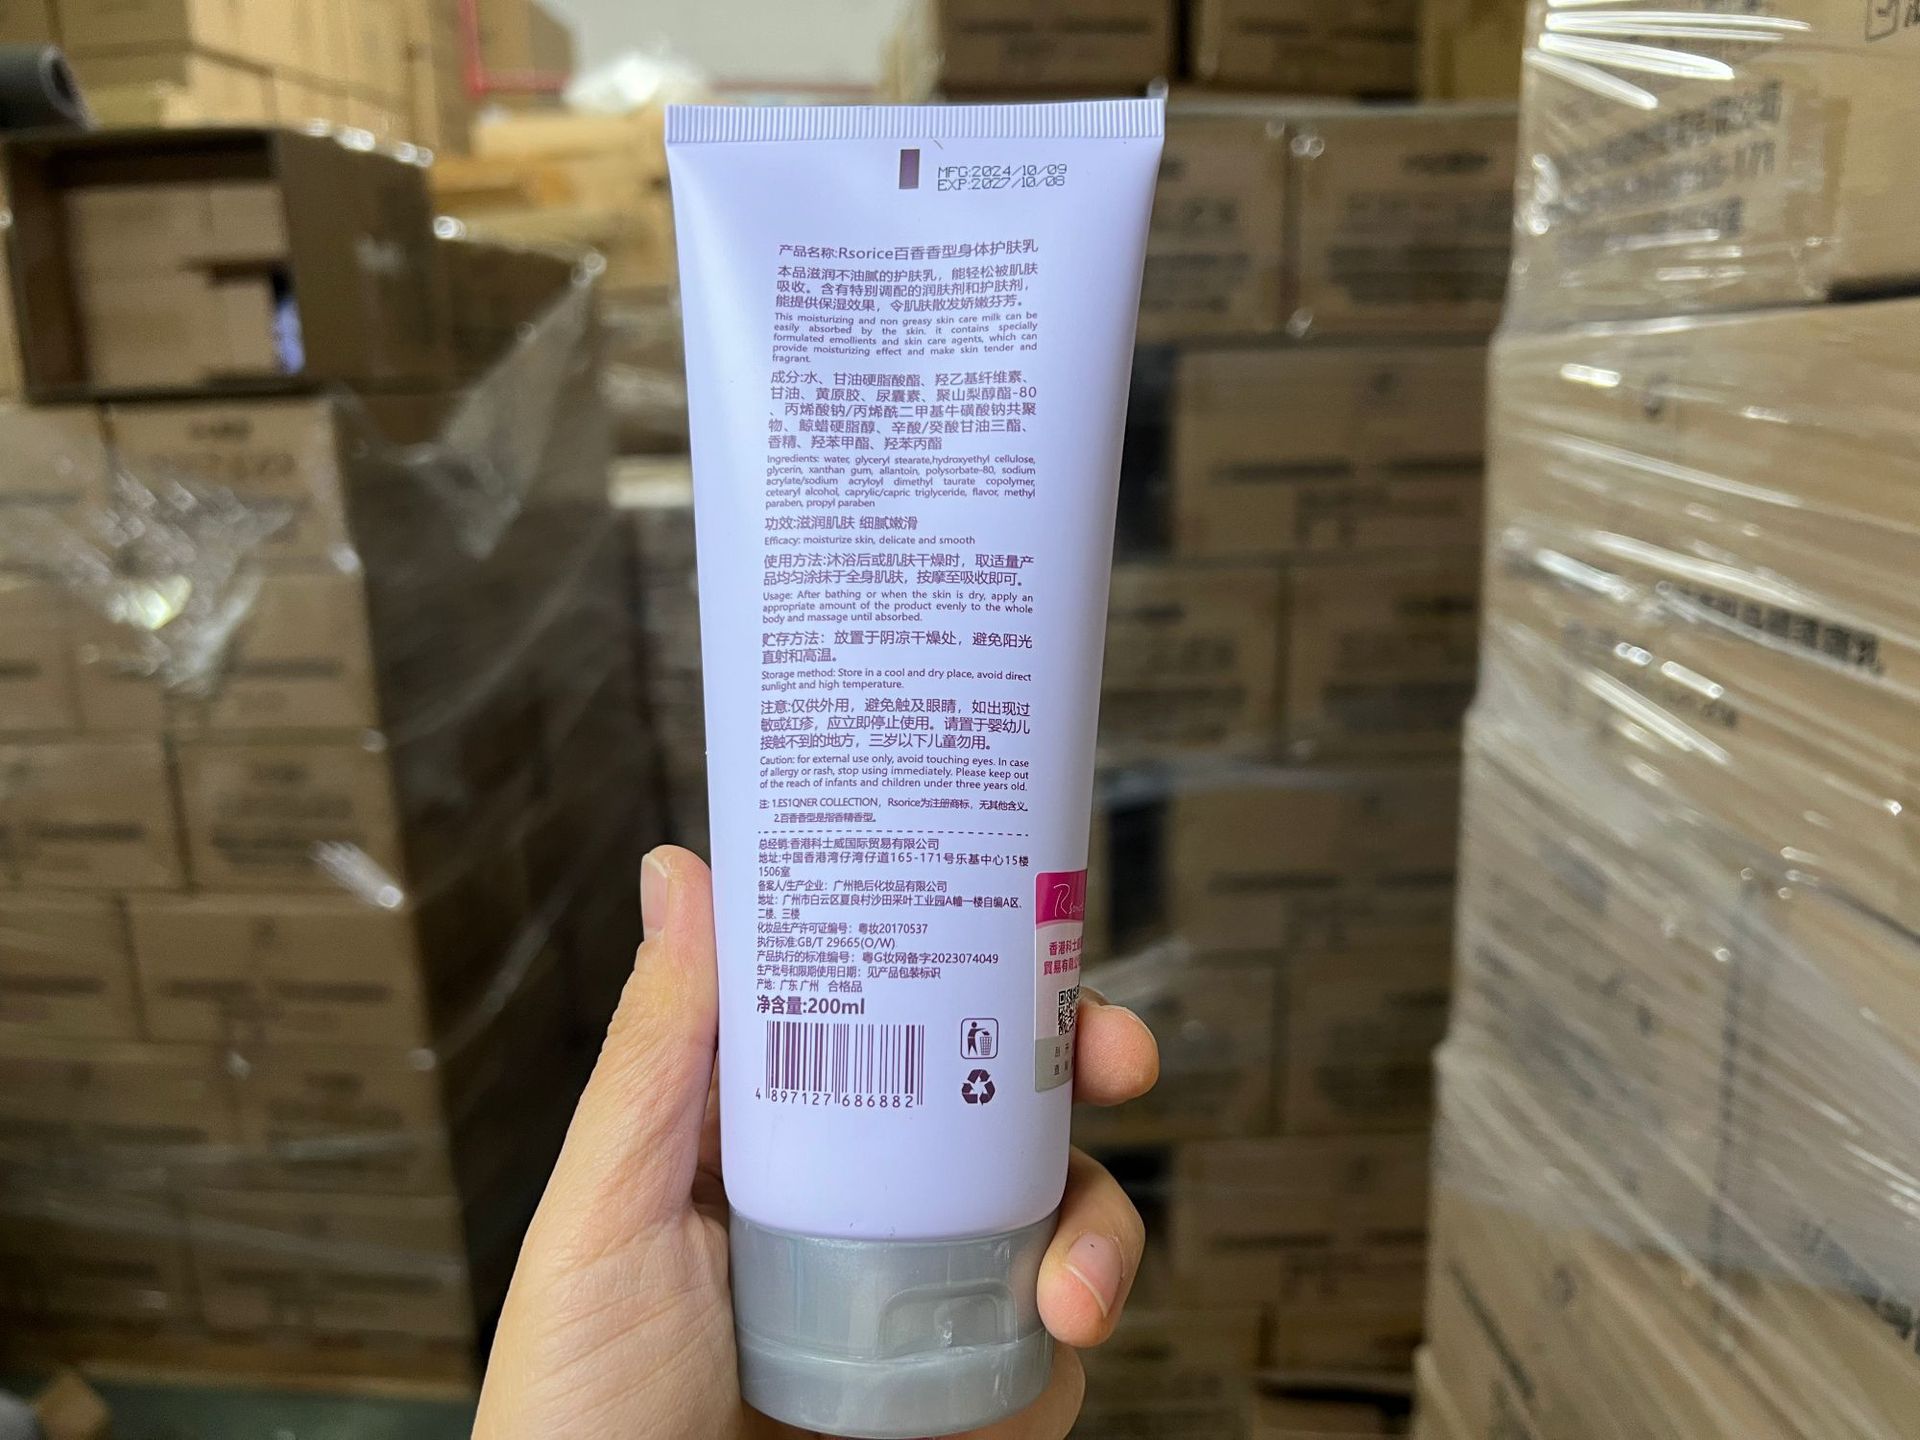 MFG:2024/10/09
EXP:2027/10/08
产品名称:Rsorice百香香型身体护肤乳
本品滋润不油腻的护肤乳，能轻松被肌肤
吸收。含有特别调配的润肤剂和护肤剂，
能提供保湿效果，令肌肤散发娇嫩芬芳。
This moisturizing and non greasy skin care milk can be
easily absorbed by the skin. it contains specially
formulated emollients and skin care agents, which can
provide moisturizing effect and make skin tender and
fragrant.
成分:水、甘油硬脂酸酯、羟乙基纤维素、
甘油、黄原胶、尿囊素、聚山梨醇酯-80
、丙烯酸钠/丙烯酰二甲基牛磺酸钠共聚
物、鲸蜡硬脂醇、辛酸/癸酸甘油三酯、
香精、羟苯甲酯、羟苯丙酯
Ingredients: water, glyceryl stearate,hydroxyethyl cellulose,
glycerin, xanthan gum, allantoin, polysorbate-80, sodium
acrylate/sodium acryloyl dimethyl taurate copolymer,
cetearyl alcohol, caprylic/capric triglyceride, flavor, methyl
paraben, propyl paraben
功效:滋润肌肤 细腻嫩滑
Efficacy: moisturize skin, delicate and smooth
使用方法:沐浴后或肌肤干燥时，取适量产
品均匀涂抹于全身肌肤，按摩至吸收即可。
Usage: After bathing or when the skin is dry, apply an
appropriate amount of the product evenly to the whole
body and massage until absorbed.
贮存方法：放置于阴凉干燥处，避免阳光
直射和高温。
Storage method: Store in a cool and dry place, avoid direct
sunlight and high temperature.
注意:仅供外用，避免触及眼睛，如出现过
敏或红疹，应立即停止使用。请置于婴幼儿
接触不到的地方，三岁以下儿童勿用。
Caution: for external use only, avoid touching eyes. In case
of allergy or rash, stop using immediately. Please keep out
of the reach of infants and children under three years old.
注: 1.ES1QNER COLLECTION，Rsorice为注册商标，无其他含义。
2.百香香型是指香精香型。
总经销:香港科士威国际贸易有限公司
地址:中国香港湾仔湾仔道165-171号乐基中心15楼
1506室
备案人/生产企业：广州艳后化妆品有限公司
地址：广州市白云区夏良村沙田采叶工业园A幢一楼自编A区、
二楼、三楼
化妆品生产许可证编号：粤妆20170537
执行标准:GB/T 29665(O/W)
产品执行的标准编号：粤G妆网备字2023074049
生产批号和限期使用日期：见产品包装标识
产地：广东 广州 合格品
净含量:200ml
4 897127 686882
香港科士
貿易有限公
刮 开
查